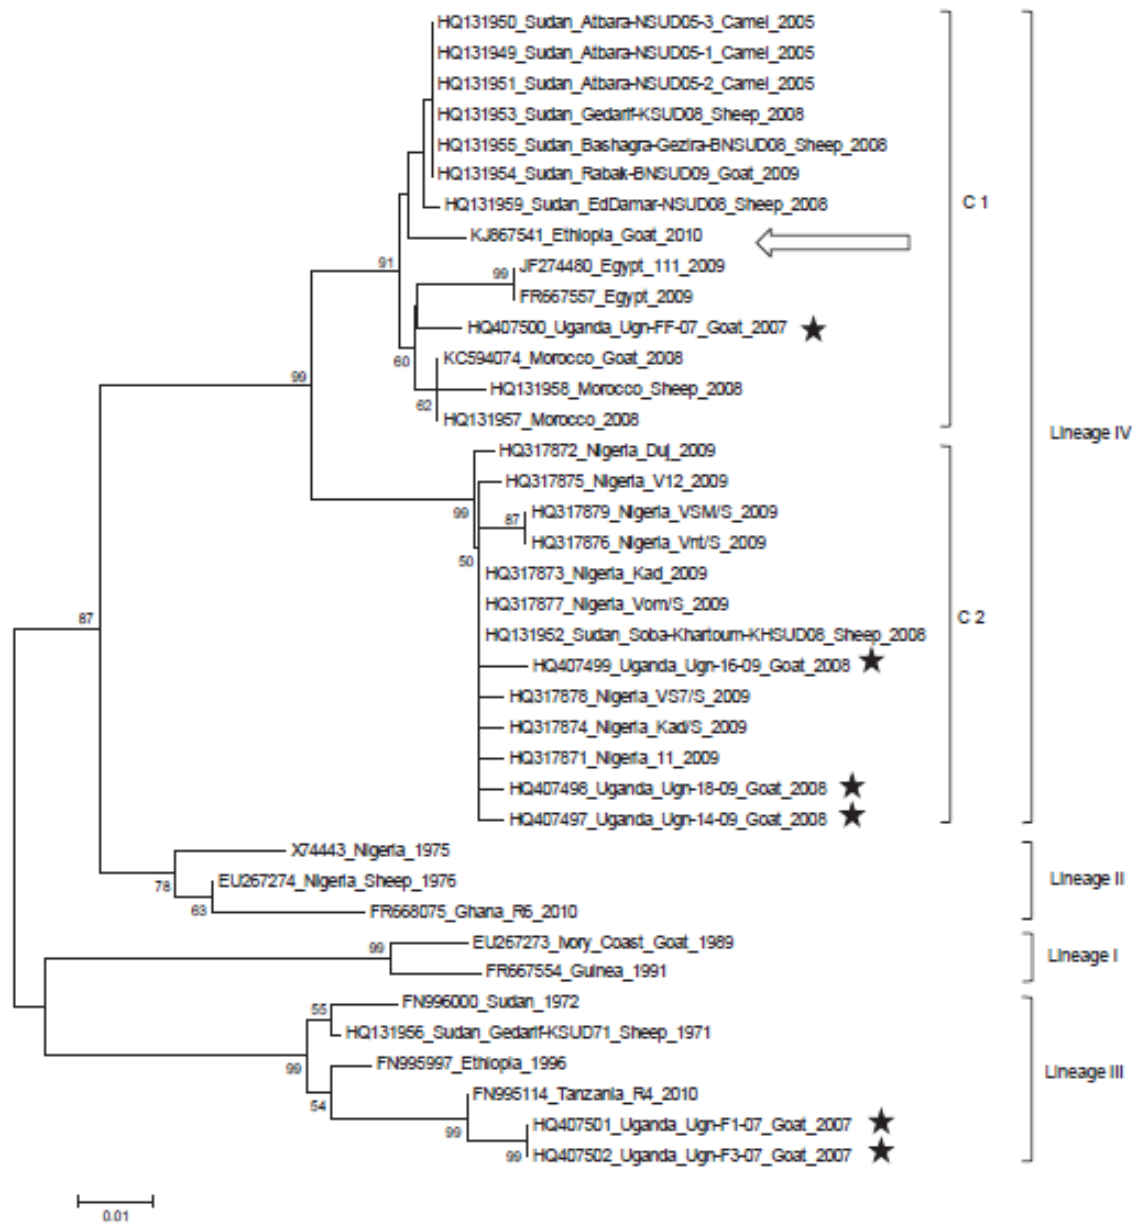 HQ131950_Sudan_Atbara-NSUD05-3_Camel_2005
HQ131949_Sudan_Atbara-NSUD05-1_Camel_2005
HQ131951_Sudan_Atbara-NSUD05-2_Camel_2005
HQ131953_Sudan_Gedarif-KSUD08_Sheep_2008
HQ131955_Sudan_Bashagra-Gezira-BNSUD08_Sheep_2008
HQ131954_Sudan_Rabak-BNSUD09_Goat_2009
HQ131959_Sudan_EdDamar-NSUD08_Sheep_2008
C 1
KJ867541_Ethiopia_Goat_2010
91
99
JF274480_Egypt_111_2009
FR667557_Egypt_2009
HQ407500_Uganda_Ugn-FF-07_Goat_2007
60
KC594074_Morocco_Goat_2008
99
HQ131958_Morocco_Sheep_2008
62
HQ131957_Morocco_2008
Lineage IV
HQ317872_Nigeria_Duj_2009
HQ317875_Nigeria_V12_2009
99
87
HQ317879_Nigeria_VSM/S_2009
HQ317876_Nigeria_Vnt/S_2009
50
HQ317873_Nigeria_Kad_2009
HQ317877_Nigeria_Vom/S_2009
C 2
87
HQ131952_Sudan_Soba-Khartoum-KHSUD08_Sheep_2008
HQ407499_Uganda_Ugn-16-09_Goat_2008
HQ317878_Nigeria_VS7/S_2009
HQ317874_Nigeria_Kad/S_2009
HQ317871_Nigeria_11_2009
HQ407498_Uganda_Ugn-18-09_Goat_2008
HQ407497_Uganda_Ugn-14-09_Goat_2008
X74443_Nigeria_1975
78
EU267274_Nigeria_Sheep_1976
Lineage II
63
FR668075_Ghana_R6_2010
99
EU267273_Ivory_Coast_Goat_1989
Lineage I
FR667554_Guinea_1991
55
FN996000_Sudan_1972
HQ131956_Sudan_Gedarif-KSUD71_Sheep_1971
99
FN995997_Ethiopia_1996
Lineage III
54
FN995114_Tanzania_R4_2010
99
HQ407501_Uganda_Ugn-F1-07_Goat_2007
99
HQ407502_Uganda_Ugn-F3-07_Goat_2007
0.01